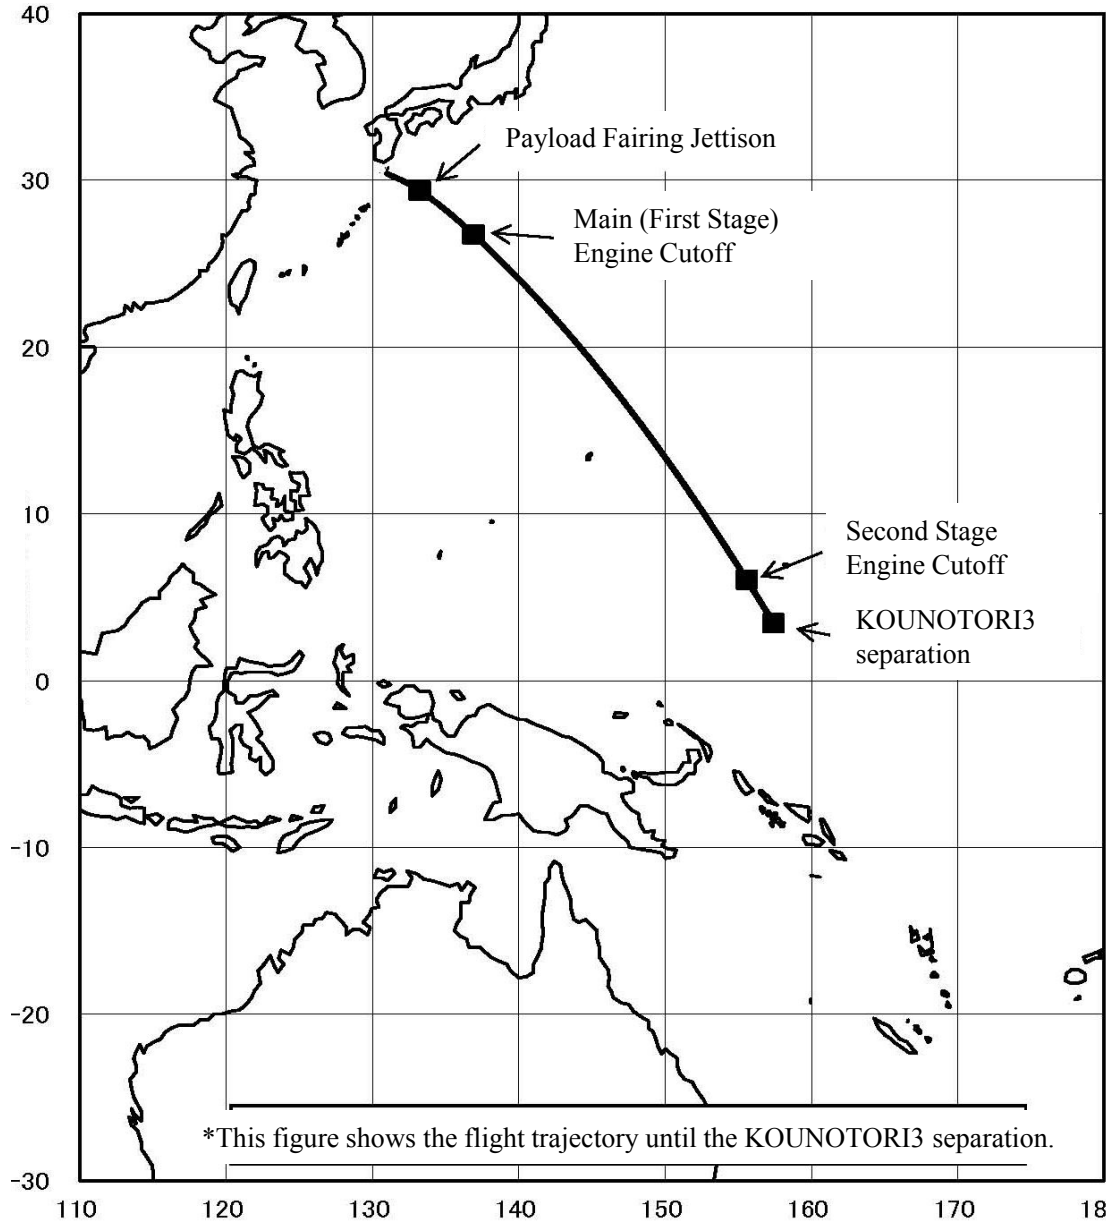 40
Payload Fairing Jettison
30
Main (First Stage)
Engine Cutoff
20
10
Second Stage
Engine Cutoff
KOUNOTORI3
separation
0
-10
-20
*This figure shows the flight trajectory until the KOUNOTORI3 separation.
-30
110 120 130 140 150 160 170 18